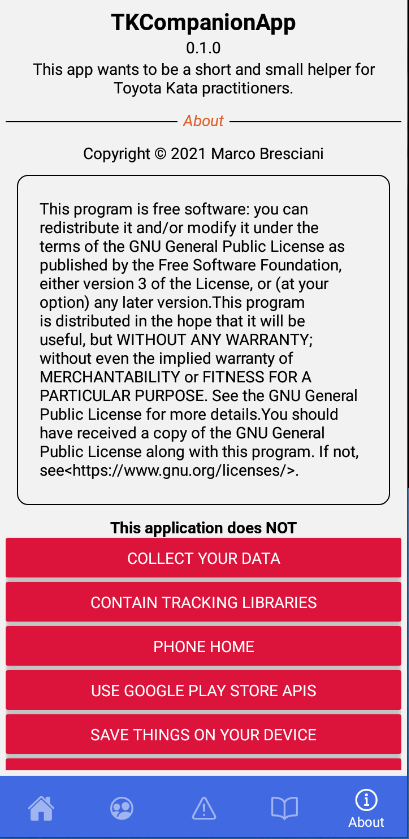 TKCompanionApp
0.1.0
This app wants to be a short and small helper for
Toyota Kata practitioners.
About
Copyright © 2021 Marco Bresciani
This program is free software: you can
redistribute it and/or modify it under the
terms of the GNU General Public License as
published by the Free Software Foundation,
either version 3 of the License, or (at your
option) any later version.This program
is distributed in the hope that it will be
useful, but WITHOUT ANY WARRANTY;
without even the implied warranty of
MERCHANTABILITY or FITNESS FOR A
PARTICULAR PURPOSE. See the GNU General
Public License for more details.You should
have received a copy of the GNU General
Public License along with this program. If not,
see<https://www.gnu.org/licenses/>.
This application does NOT
COLLECT YOUR DATA
CONTAIN TRACKING LIBRARIES
PHONE HOME
USE GOOGLE PLAY STORE APIS
SAVE THINGS ON YOUR DEVICE
About